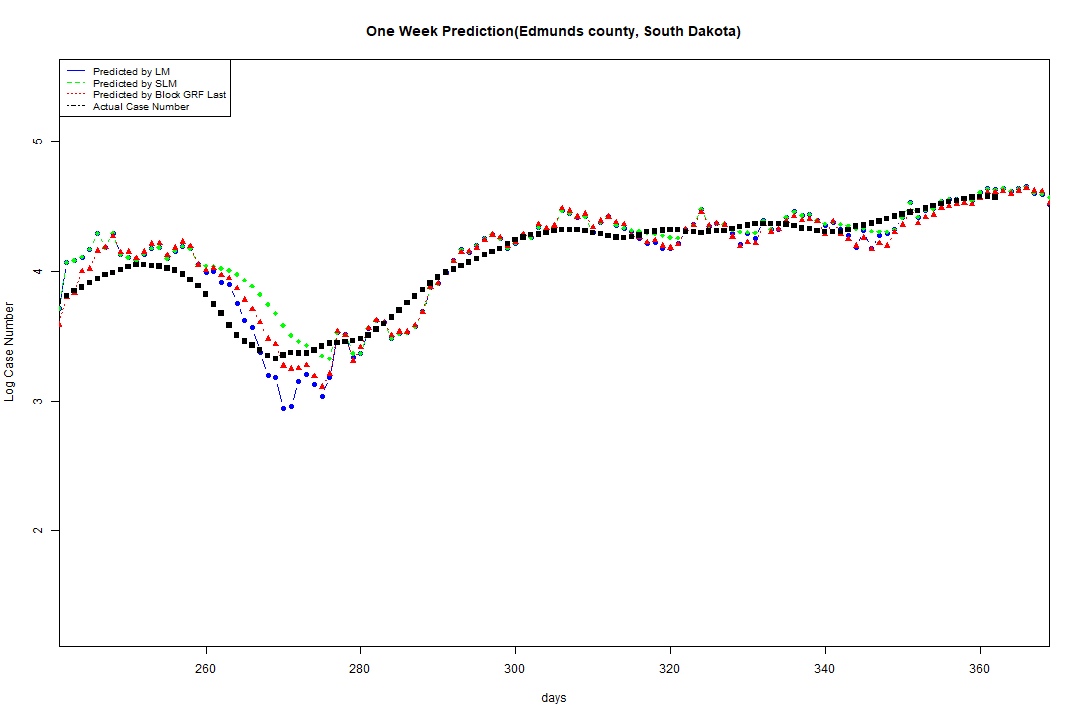 One Week Prediction(Edmunds county, South Dakota)
Predicted by LM
Predicted by SLM
Predicted by Block GRF Last
Actual Case Number
5
4
3
2
Log Case Number
260 280 300 320 340 360
days